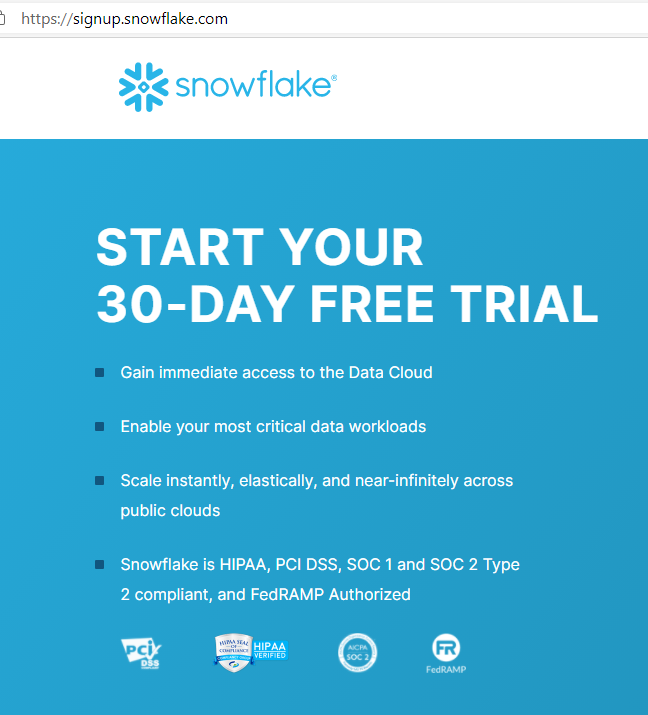 https://signup.snowflake.com
snowflake®
START YOUR
30-DAY FREE TRIAL
Gain immediate access to the Data Cloud
Enable your most critical data workloads
Scale instantly, elastically, and near-infinitely across
public clouds
Snowflake is HIPAA, PCI DSS, SOC 1 and SOC 2 Type
2 compliant, and FedRAMP Authorized
PCI
DSS
HIPAA SEAL
OF
COMPLIANCE
HIPAA
VERIFIED
AICPA
SOC 2
FR
FedRAMP